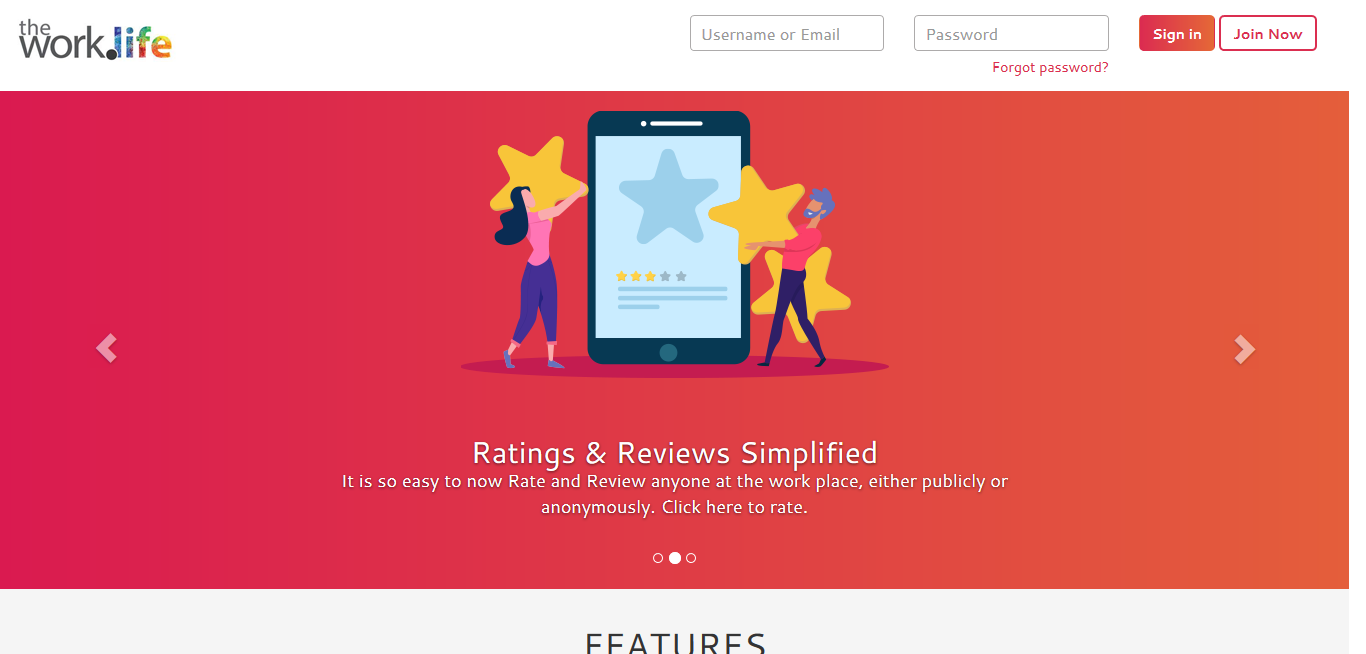 the
work.life
Username or Email
Password
Sign in
Join Now
Forgot password?
Ratings & Reviews Simplified
It is so easy to now Rate and Review anyone at the work place, either publicly or
anonymously. Click here to rate.
FEATURES